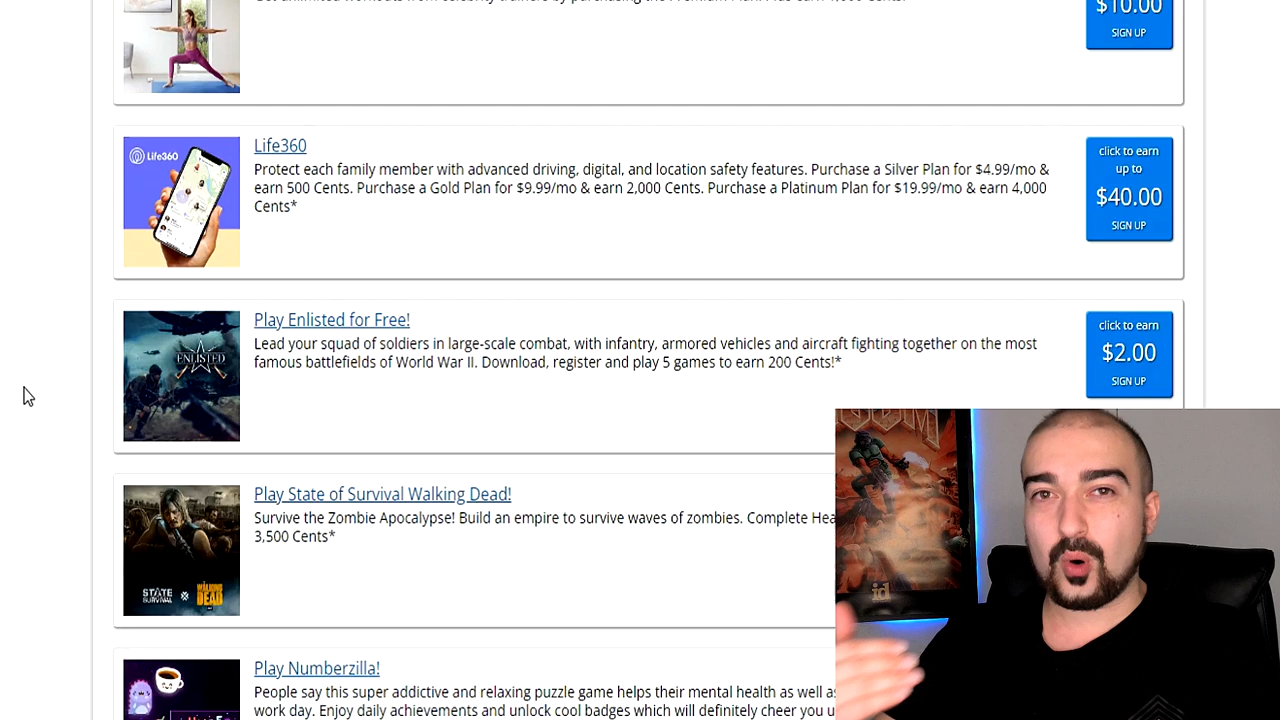 $10.00
SIGN UP
Life360
Life360
Protect each family member with advanced driving, digital, and location safety features. Purchase a Silver Plan for $4.99/mo &
earn 500 Cents. Purchase a Gold Plan for $9.99/mo & earn 2,000 Cents. Purchase a Platinum Plan for $19.99/mo & earn 4,000
Cents*
click to earn
up to
$40.00
SIGN UP
ENLISTED
Play Enlisted for Free!
Lead your squad of soldiers in large-scale combat, with infantry, armored vehicles and aircraft fighting together on the most
famous battlefields of World War II. Download, register and play 5 games to earn 200 Cents!*
click to earn
$2.00
SIGN UP
STATE
SURVIVAL
THE
WALKING
DEAD
Play State of Survival Walking Dead!
Survive the Zombie Apocalypse! Build an empire to survive waves of zombies. Complete
3,500 Cents*
id
Play Numberzilla!
People say this super addictive and relaxing puzzle game helps their mental health as well
work day. Enjoy daily achievements and unlock cool badges which will definitely cheer you